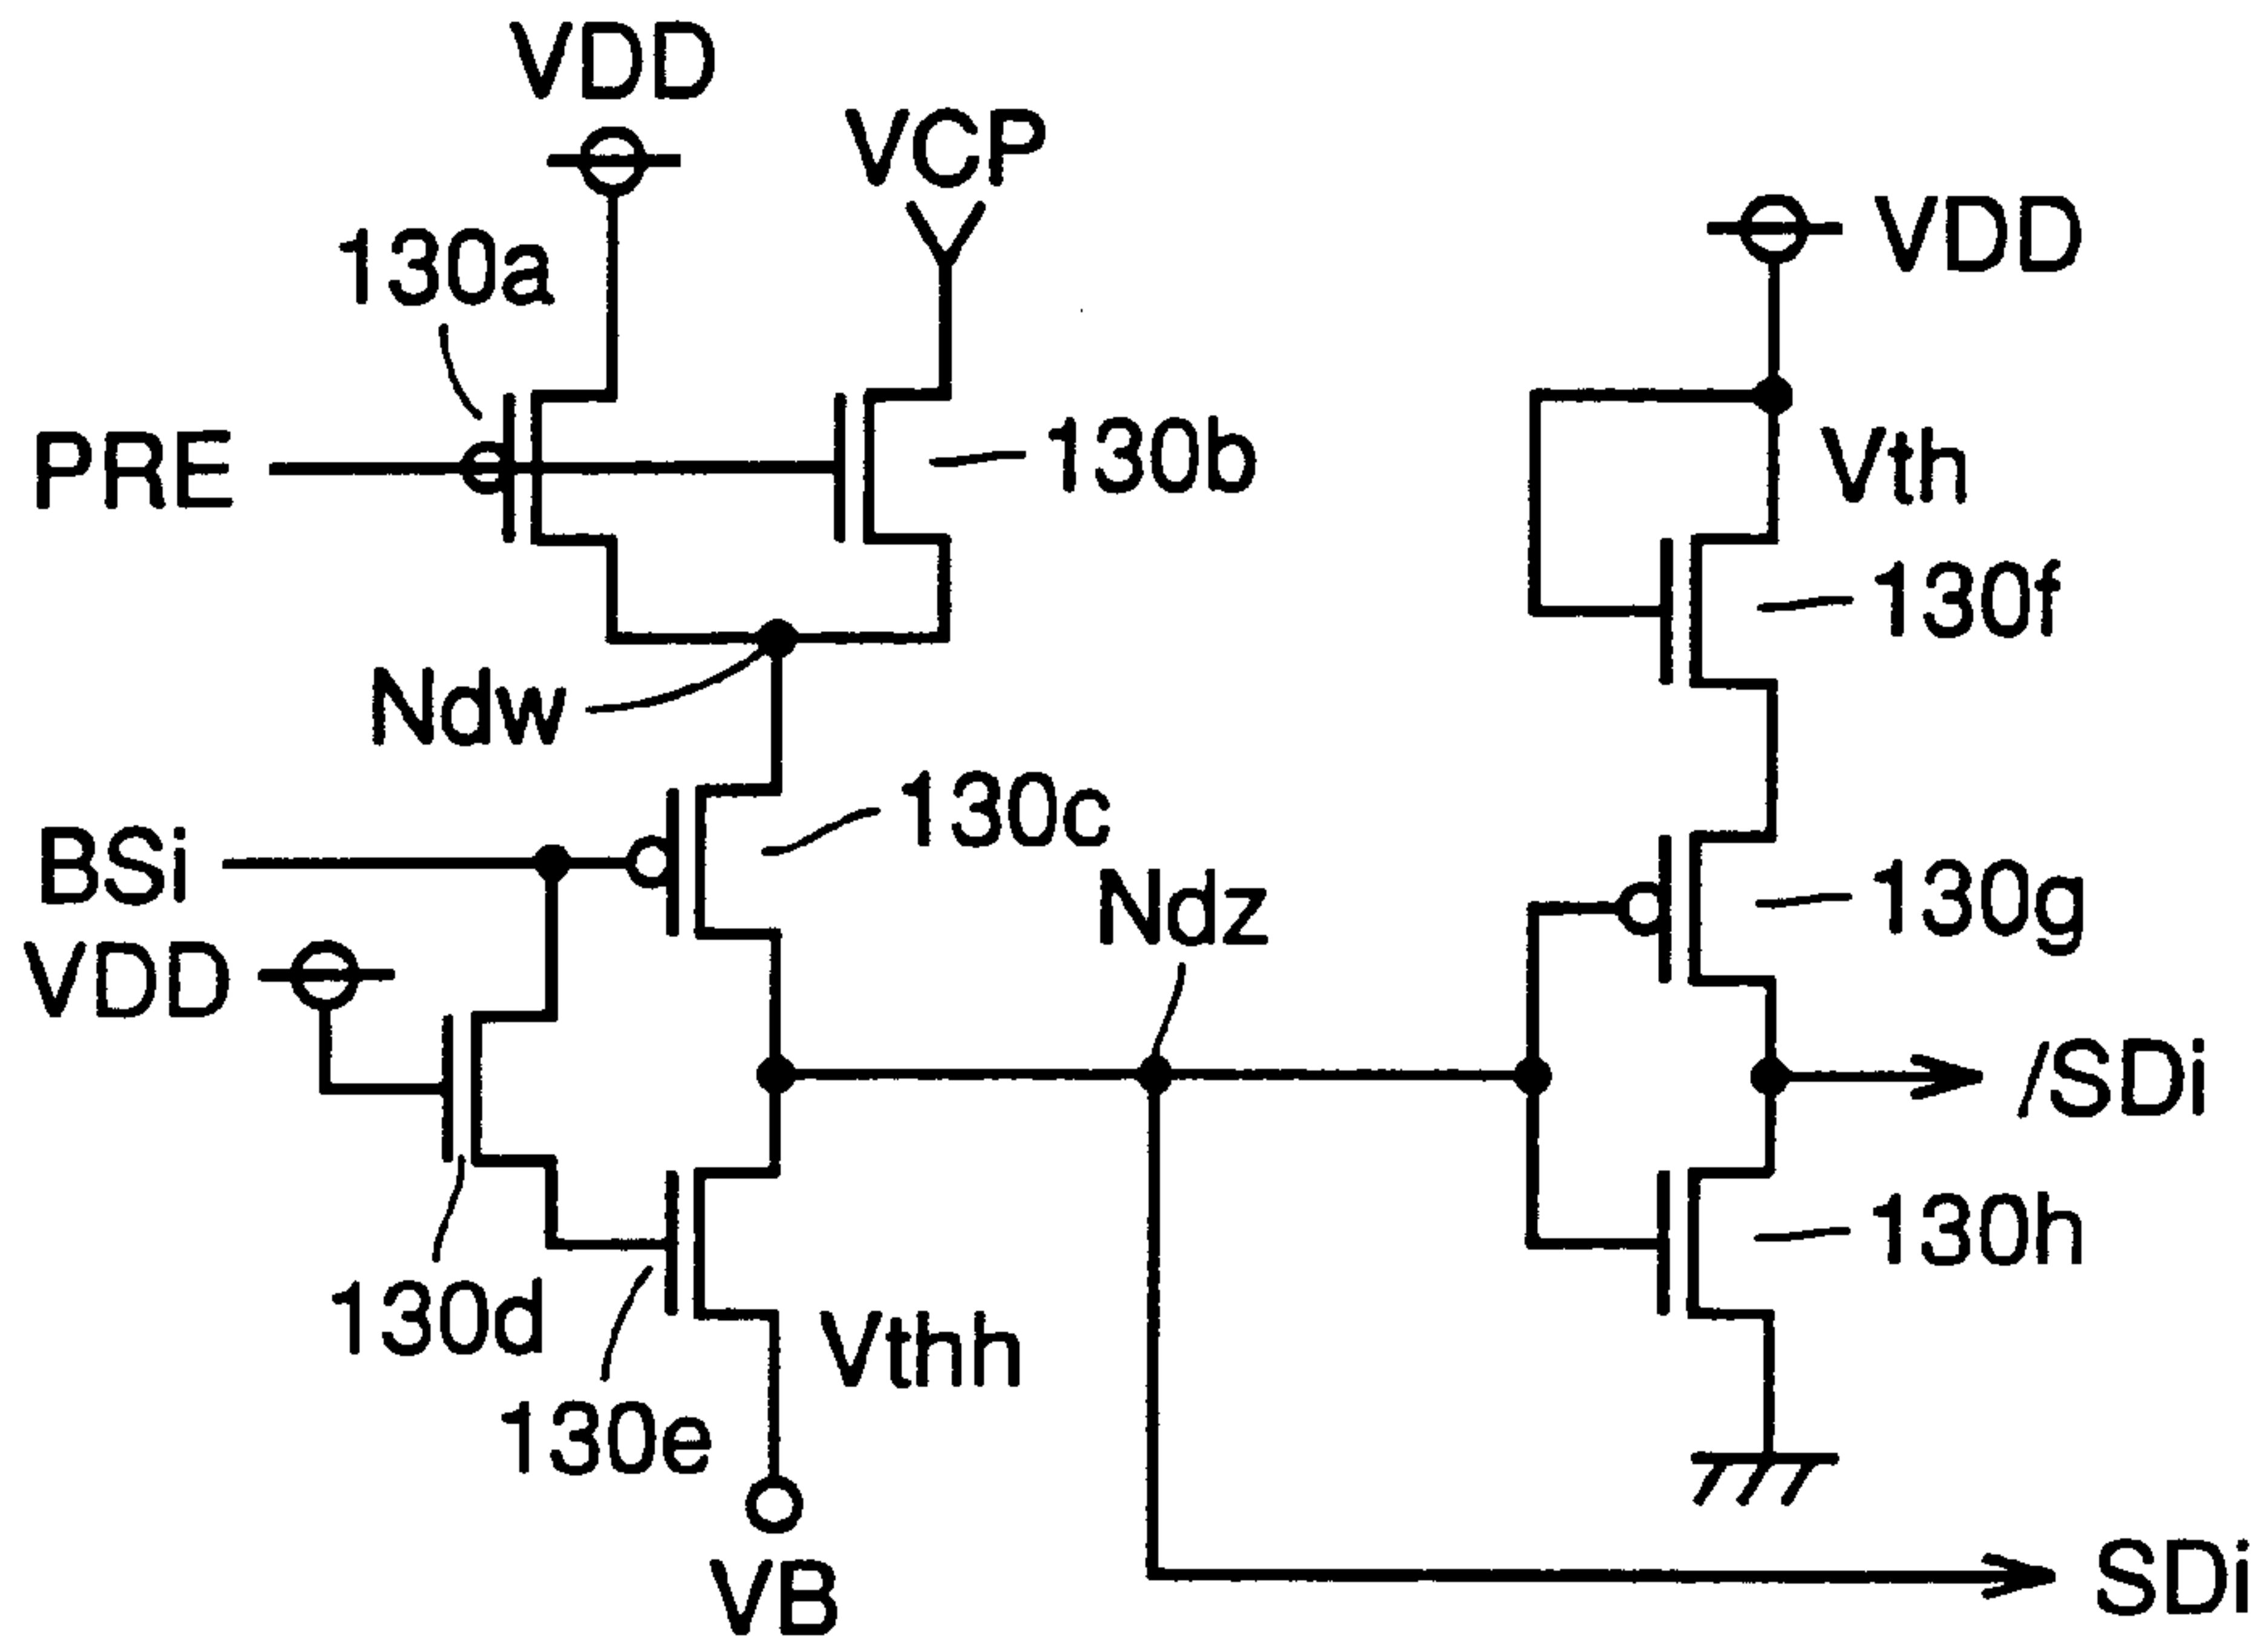 VDD
VCP
VDD
130a
PRE
130b
Vth
130f
Ndw
130c
BSi
Ndz
130g
VDD
/SDi
130h
130d
Vthh
130e
VB
SDi